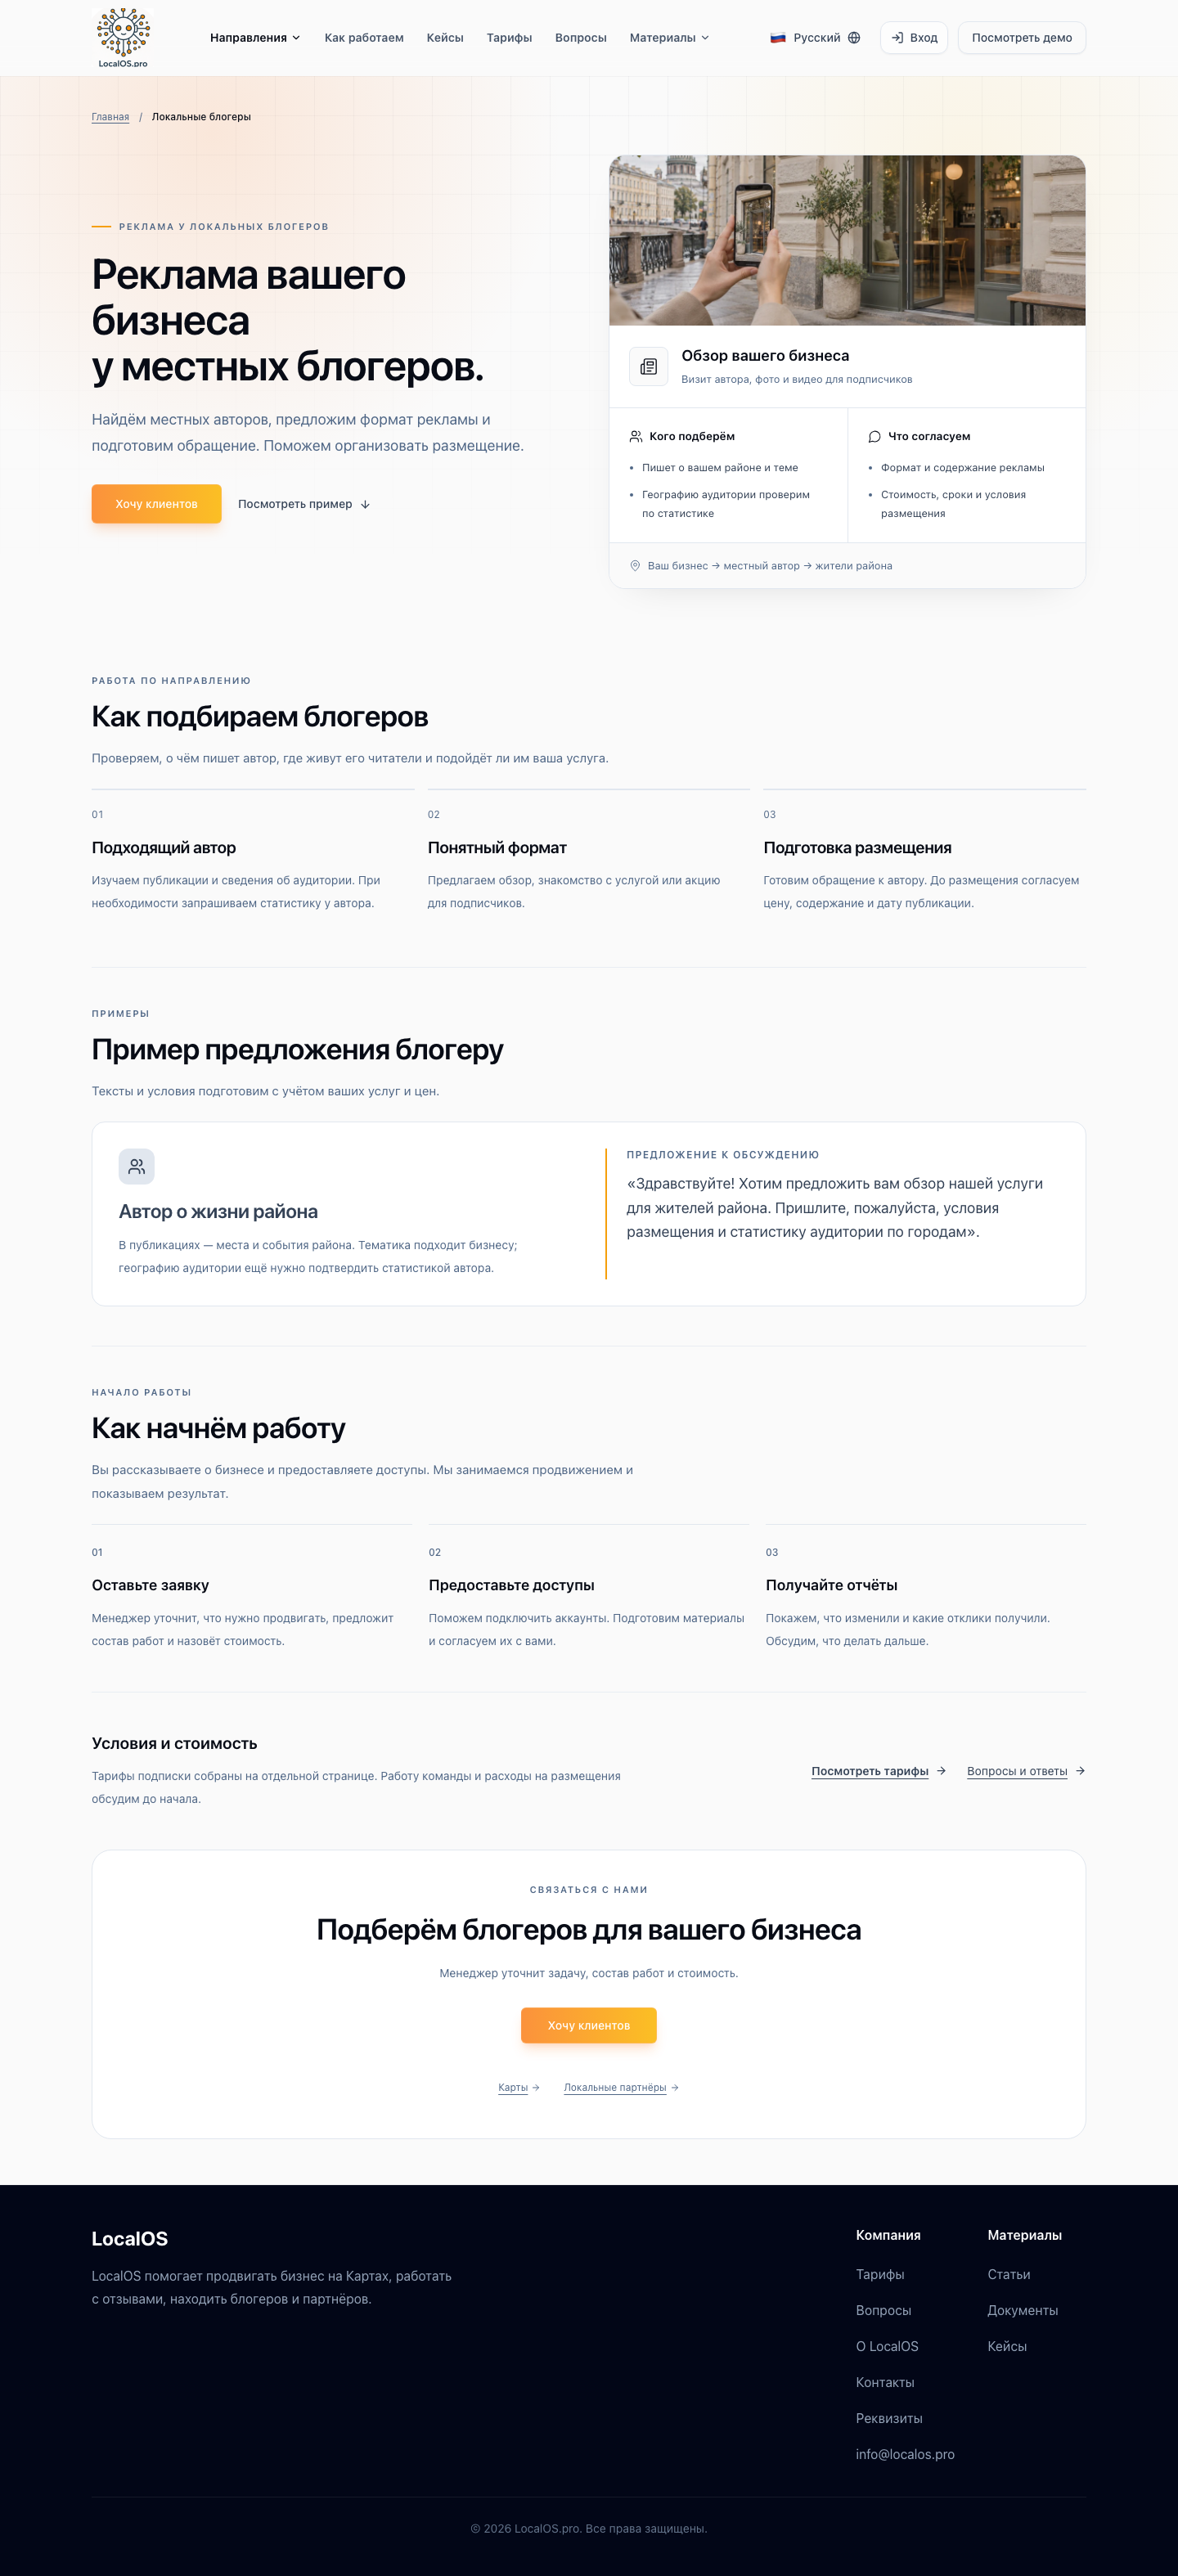 LocalOS.pro
Направления
Как работаем
Кейсы
Тарифы
Вопросы
Материалы
Русский
Вход
Посмотреть демо
Главная / Локальные блогеры
РЕКЛАМА У ЛОКАЛЬНЫХ БЛОГЕРОВ
Реклама вашего
бизнеса
у местных блогеров.
Найдём местных авторов, предложим формат рекламы и
подготовим обращение. Поможем организовать размещение.
Хочу клиентов
Посмотреть пример
Обзор вашего бизнеса
Визит автора, фото и видео для подписчиков
Кого подберём
• Пишет о вашем районе и теме
• Географию аудитории проверим
по статистике
Что согласуем
• Формат и содержание рекламы
• Стоимость, сроки и условия
размещения
Ваш бизнес → местный автор → жители района
РАБОТА ПО НАПРАВЛЕНИЮ
Как подбираем блогеров
Проверяем, о чём пишет автор, где живут его читатели и подойдёт ли им ваша услуга.
01
Подходящий автор
Изучаем публикации и сведения об аудитории. При
необходимости запрашиваем статистику у автора.
02
Понятный формат
Предлагаем обзор, знакомство с услугой или акцию
для подписчиков.
03
Подготовка размещения
Готовим обращение к автору. До размещения согласуем
цену, содержание и дату публикации.
ПРИМЕРЫ
Пример предложения блогеру
Тексты и условия подготовим с учётом ваших услуг и цен.
Автор о жизни района
В публикациях — места и события района. Тематика подходит бизнесу;
географию аудитории ещё нужно подтвердить статистикой автора.
ПРЕДЛОЖЕНИЕ К ОБСУЖДЕНИЮ
«Здравствуйте! Хотим предложить вам обзор нашей услуги
для жителей района. Пришлите, пожалуйста, условия
размещения и статистику аудитории по городам».
НАЧАЛО РАБОТЫ
Как начнём работу
Вы рассказываете о бизнесе и предоставляете доступы. Мы занимаемся продвижением и
показываем результат.
01
Оставьте заявку
Менеджер уточнит, что нужно продвигать, предложит
состав работ и назовёт стоимость.
02
Предоставьте доступы
Поможем подключить аккаунты. Подготовим материалы
и согласуем их с вами.
03
Получайте отчёты
Покажем, что изменили и какие отклики получили.
Обсудим, что делать дальше.
Условия и стоимость
Тарифы подписки собраны на отдельной странице. Работу команды и расходы на размещения
обсудим до начала.
Посмотреть тарифы →
Вопросы и ответы →
СВЯЗАТЬСЯ С НАМИ
Подберём блогеров для вашего бизнеса
Менеджер уточнит задачу, состав работ и стоимость.
Хочу клиентов
Карты →
Локальные партнёры →
LocalOS
LocalOS помогает продвигать бизнес на Картах, работать
с отзывами, находить блогеров и партнёров.
Компания
Тарифы
Вопросы
О LocalOS
Контакты
Реквизиты
info@localos.pro
Материалы
Статьи
Документы
Кейсы
© 2026 LocalOS.pro. Все права защищены.